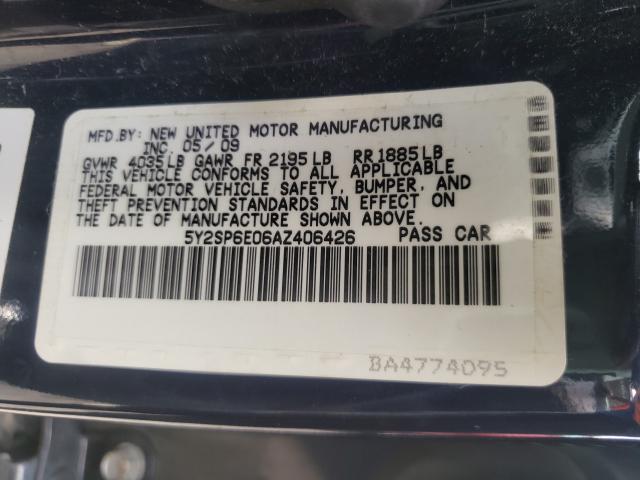 MFD.BY: NEW UNITED MOTOR MANUFACTURING
INC 05/09
GVWR 4035LB GAWR FR 2195LB RR 1885LB
THIS VEHICLE CONFORMS TO ALL APPLICABLE
FEDERAL MOTOR VEHICLE SAFETY, BUMPER, AND
THEFT PREVENTION STANDARDS IN EFFECT ON
THE DATE OF MANUFACTURE SHOWN ABOVE.
5Y2SP6E06AZ406426 PASS CAR
BA4774095